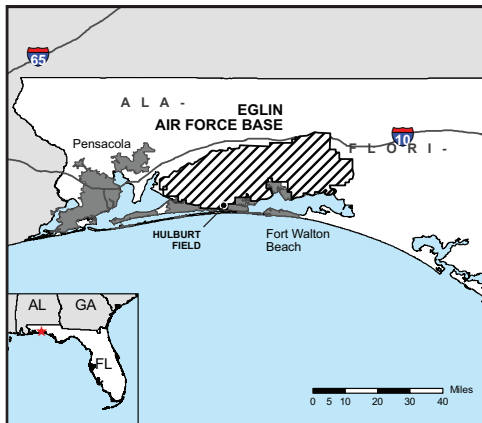 65
A L A -
EGLIN
AIR FORCE BASE
10
Pensacola
F L O R I -
HULBURT
FIELD
Fort Walton
Beach
AL
GA
FL
Miles
0 5 10 20 30 40